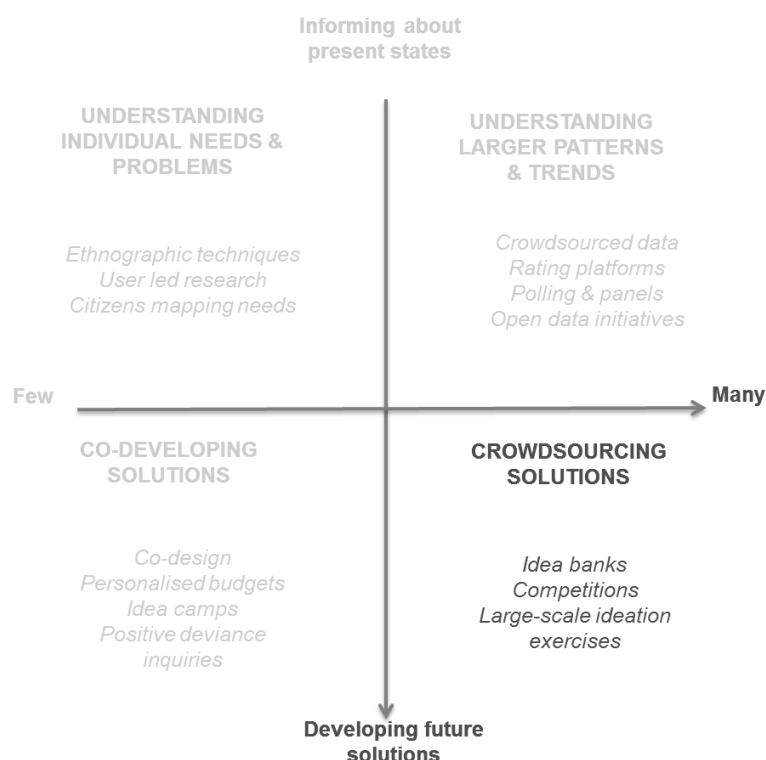 Informing about
present states
UNDERSTANDING
INDIVIDUAL NEEDS &
PROBLEMS
UNDERSTANDING
LARGER PATTERNS
& TRENDS
Ethnographic techniques
User led research
Citizens mapping needs
Crowdsourced data
Rating platforms
Polling & panels
Open data initiatives
Few
Many
CO-DEVELOPING
SOLUTIONS
CROWDSOURCING
SOLUTIONS
Co-design
Personalised budgets
Idea camps
Positive deviance
inquiries
Idea banks
Competitions
Large-scale ideation
exercises
Developing future
solutions